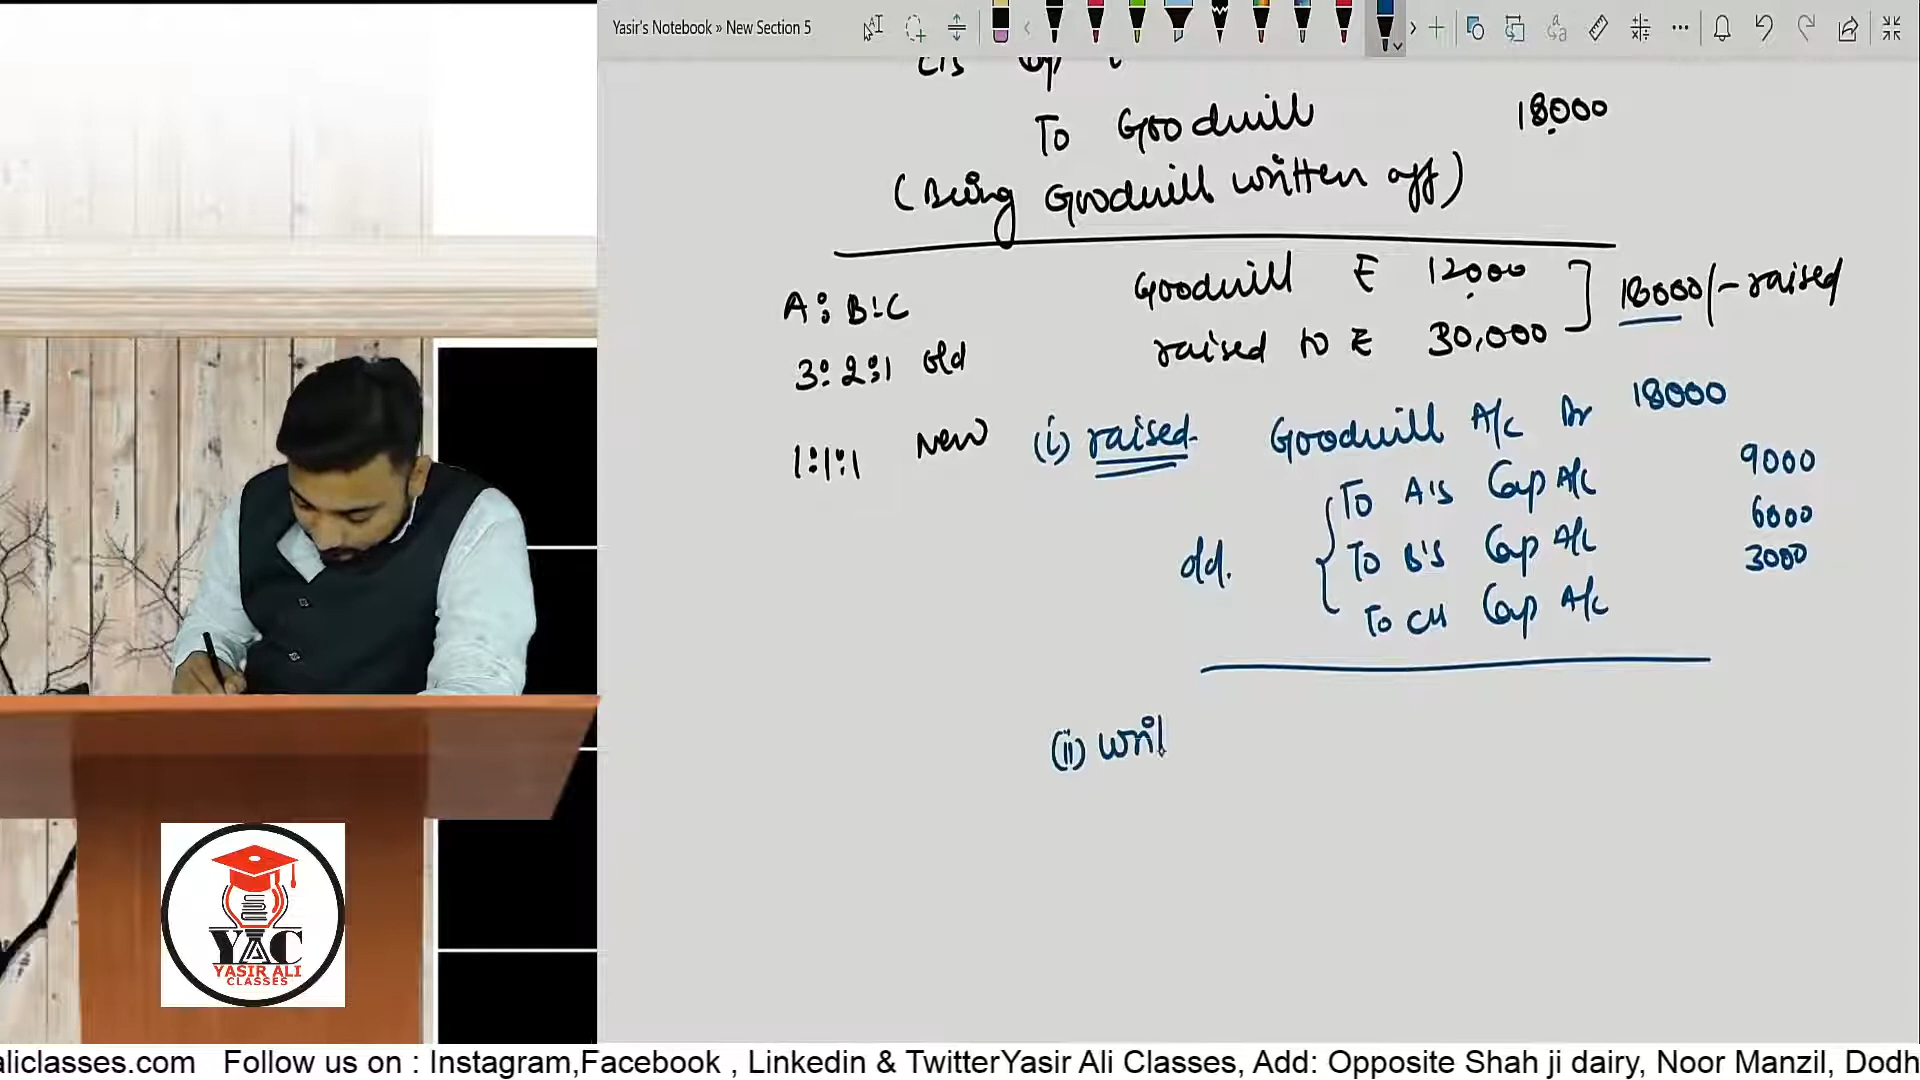 Yasir's Notebook » New Section 5
To Goodwill 18000
(Being Goodwill written off)
A:B:C
3:2:1 old
1:1:1 New
Goodwill ₹ 12000
raised to ₹ 30,000
18000/- raised
(i) raised Goodwill A/c Dr 18000
To A's Cap A/c 9000
old. To B's Cap A/c 6000
To C's Cap A/c 3000
(ii) writ
YAC
YASIR ALI
CLASSES
aliclasses.com Follow us on : Instagram,Facebook , Linkedin & TwitterYasir Ali Classes, Add: Opposite Shah ji dairy, Noor Manzil, Dodh